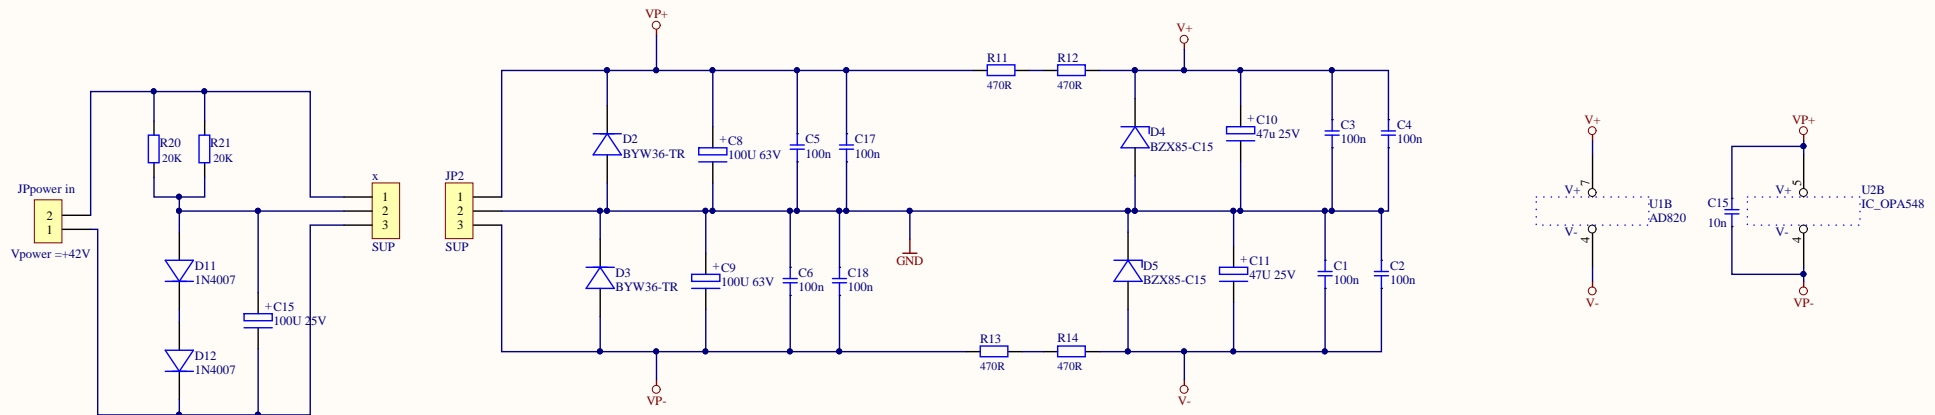 VP+
V+
R11
470R
R12
470R
R20
20K
R21
20K
D2
BYW36-TR
+
C8
100U 63V
C5
100n
C17
100n
D4
BZX85-C15
+
C10
47u 25V
C3
100n
C4
100n
V+
7
V+
U1B
AD820
V-
4
V-
VP+
5
V+
U2B
IC_OPA548
C15
10n
V-
4
VP-
JPpower in
2
1
Vpower =+42V
x
1
2
3
SUP
JP2
1
2
3
SUP
GND
D11
1N4007
+
C15
100U 25V
D12
1N4007
D3
BYW36-TR
+
C9
100U 63V
C6
100n
C18
100n
D5
BZX85-C15
+
C11
47U 25V
C1
100n
C2
100n
R13
470R
R14
470R
VP-
V-